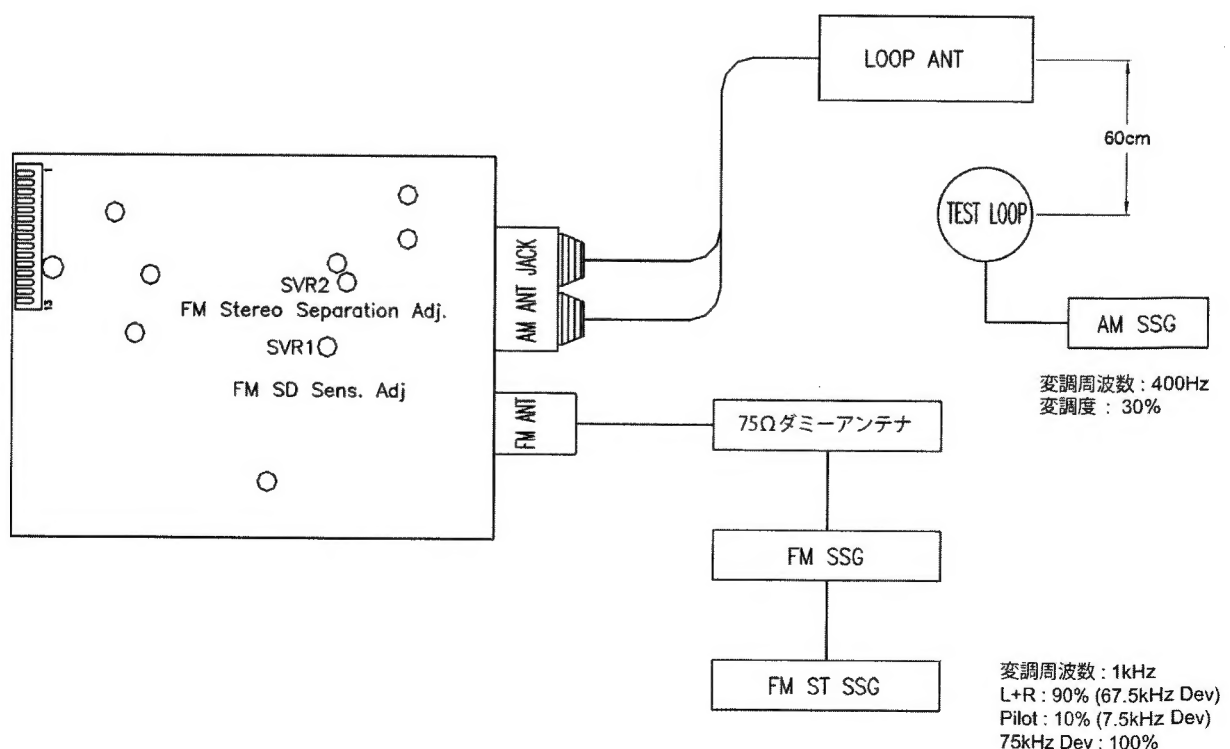 LOOP ANT
60cm
TEST LOOP
AM SSG
変調周波数 : 400Hz
変調度 : 30%
1
13
SVR2
FM Stereo Separation Adj.
SVR1
FM SD Sens. Adj
AM ANT JACK
FM ANT
75Ωダミーアンテナ
FM SSG
FM ST SSG
変調周波数 : 1kHz
L+R : 90% (67.5kHz Dev)
Pilot : 10% (7.5kHz Dev)
75kHz Dev : 100%